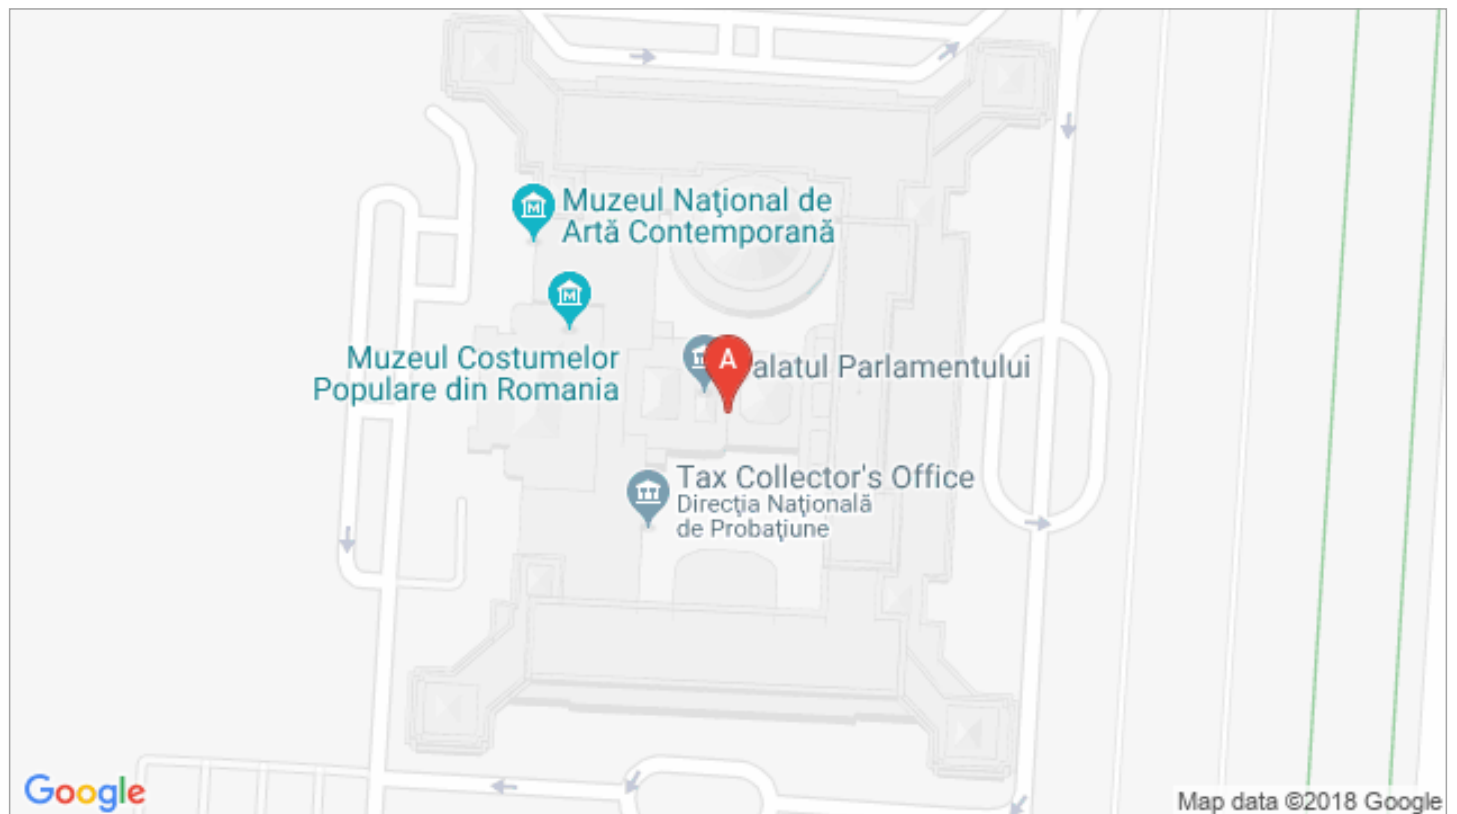 Muzeul Naţional de
Artă Contemporană
M
M
A
alatul Parlamentului
Muzeul Costumelor
Populare din Romania
Tax Collector's Office
Direcţia Naţională
de Probaţiune
Google
Map data ©2018 Google